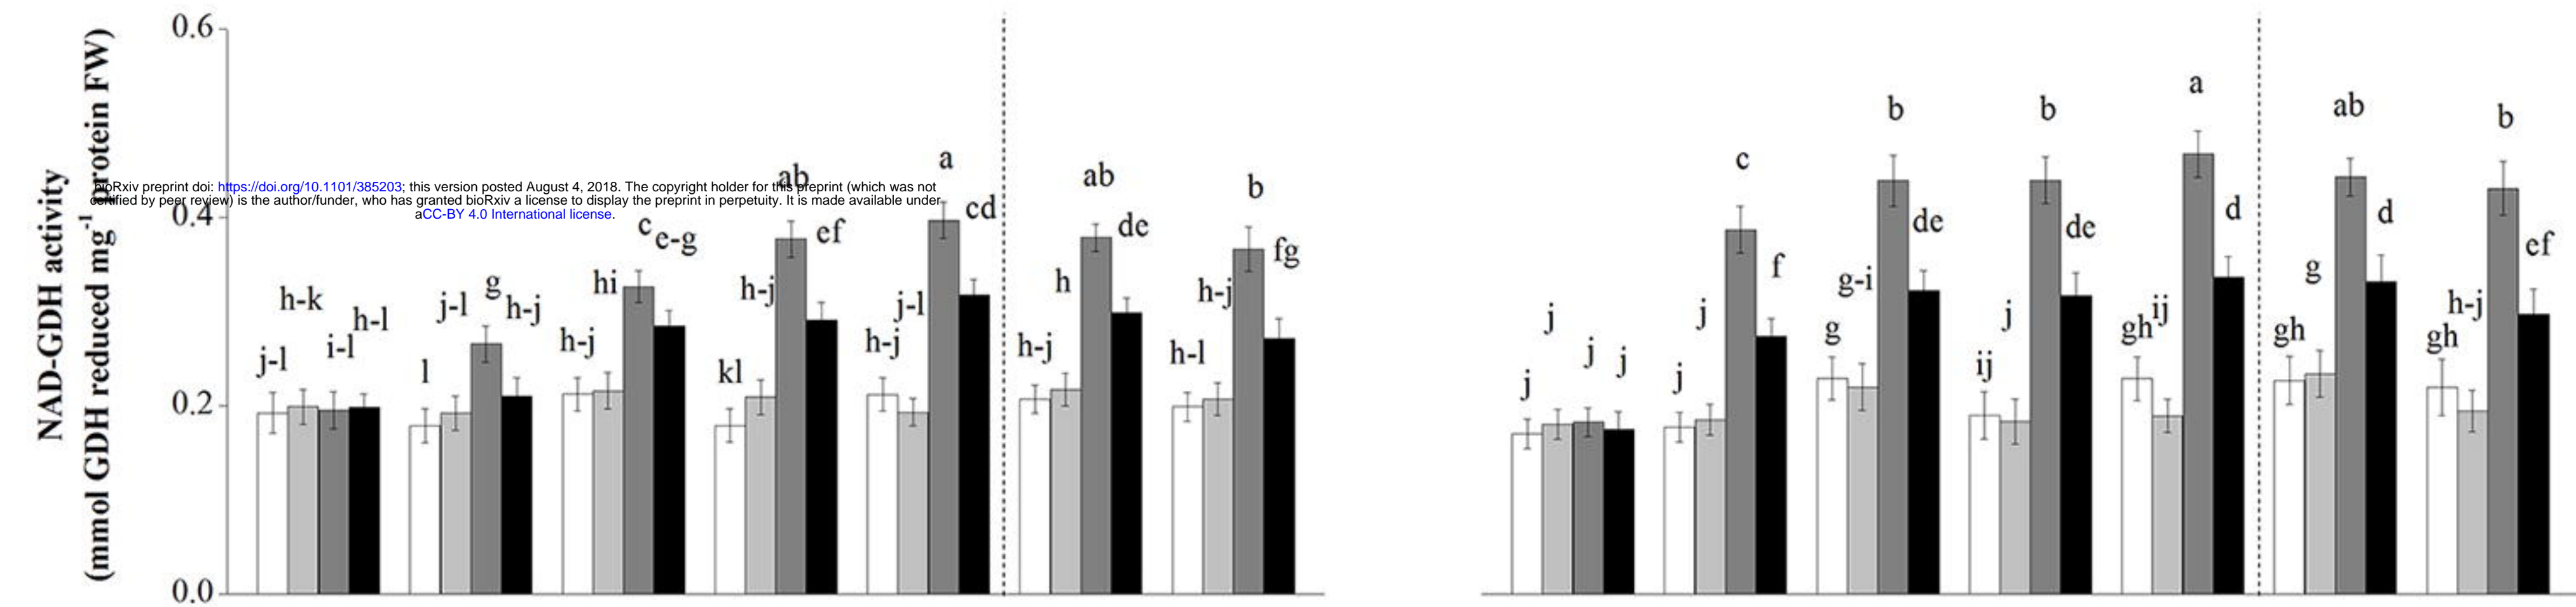 NAD-GDH activity
(mmol GDH reduced mg-1 protein FW)
0.6
0.4
0.2
0.0
bioRxiv preprint doi: https://doi.org/10.1101/385203; this version posted August 4, 2018. The copyright holder for this preprint (which was not
certified by peer review) is the author/funder, who has granted bioRxiv a license to display the preprint in perpetuity. It is made available under
aCC-BY 4.0 International license.
j-l h-k i-l h-l
l j-l g h-j
h-j hi c e-g
kl h-j ab ef
h-j j-l a cd
h-j h ab de
h-l h-j b fg
j j j j
j j c f
g g-i b de
ij j b de
gh ij a d
gh g ab d
gh h-j b ef